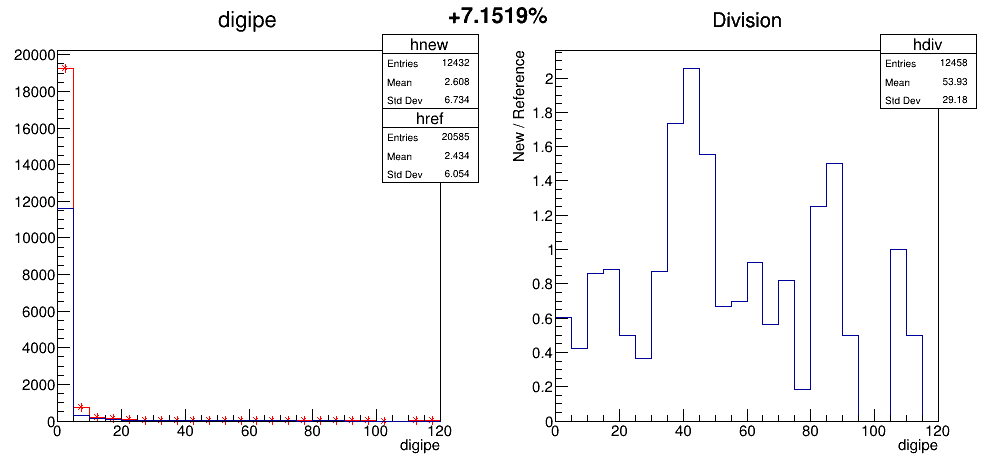 +7.1519%
digipe
hnew
Entries 12432
Mean 2.608
Std Dev 6.734
href
Entries 20585
Mean 2.434
Std Dev 6.054
20000
18000
16000
14000
12000
10000
8000
6000
4000
2000
0
0 20 40 60 80 100 120
digipe
Division
hdiv
Entries 12458
Mean 53.93
Std Dev 29.18
New / Reference
2
1.8
1.6
1.4
1.2
1
0.8
0.6
0.4
0.2
0
0 20 40 60 80 100 120
digipe